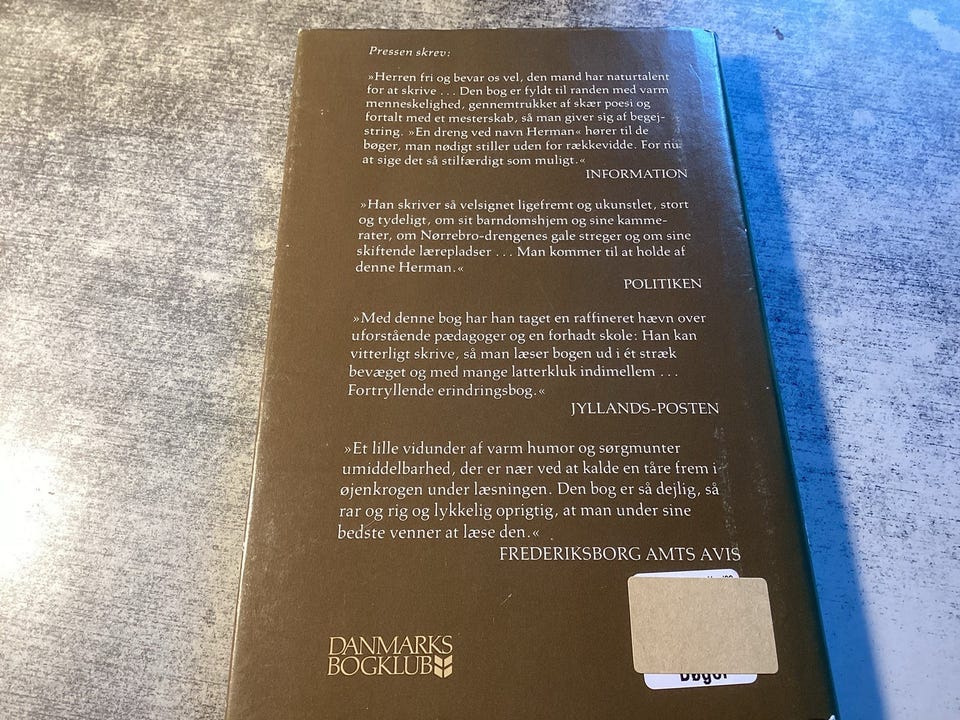 Pressen skrev:
»Herren fri og bevar os vel, den mand har naturtalent
for at skrive ... Den bog er fyldt til randen med varm
menneskelighed, gennemtrukket af skær poesi og
fortalt med et mesterskab, så man giver sig af begej-
string. »En dreng ved navn Herman« hører til de
bøger, man nødigt stiller uden for rækkevidde. For nu
at sige det så stilfærdigt som muligt.«
INFORMATION
»Han skriver så velsignet ligefremt og ukunstlet, stort
og tydeligt, om sit barndomshjem og sine kamme-
rater, om Nørrebro-drengenes gale streger og om sine
skiftende lærepladser ... Man kommer til at holde af
denne Herman.«
POLITIKEN
»Med denne bog har han taget en raffineret hævn over
uforstående pædagoger og en forhadt skole: Han kan
vitterligt skrive, så man læser bogen ud i ét stræk
bevæget og med mange latterkluk indimellem ...
Fortryllende erindringsbog.«
JYLLANDS-POSTEN
»Et lille vidunder af varm humor og sørgmunter
umiddelbarhed, der er nær ved at kalde en tåre frem i
øjenkrogen under læsningen. Den bog er så dejlig, så
rar og rig og lykkelig oprigtig, at man under sine
bedste venner at læse den.«
FREDERIKSBORG AMTS AVIS
DANMARKS
BOGKLUB
Bøger